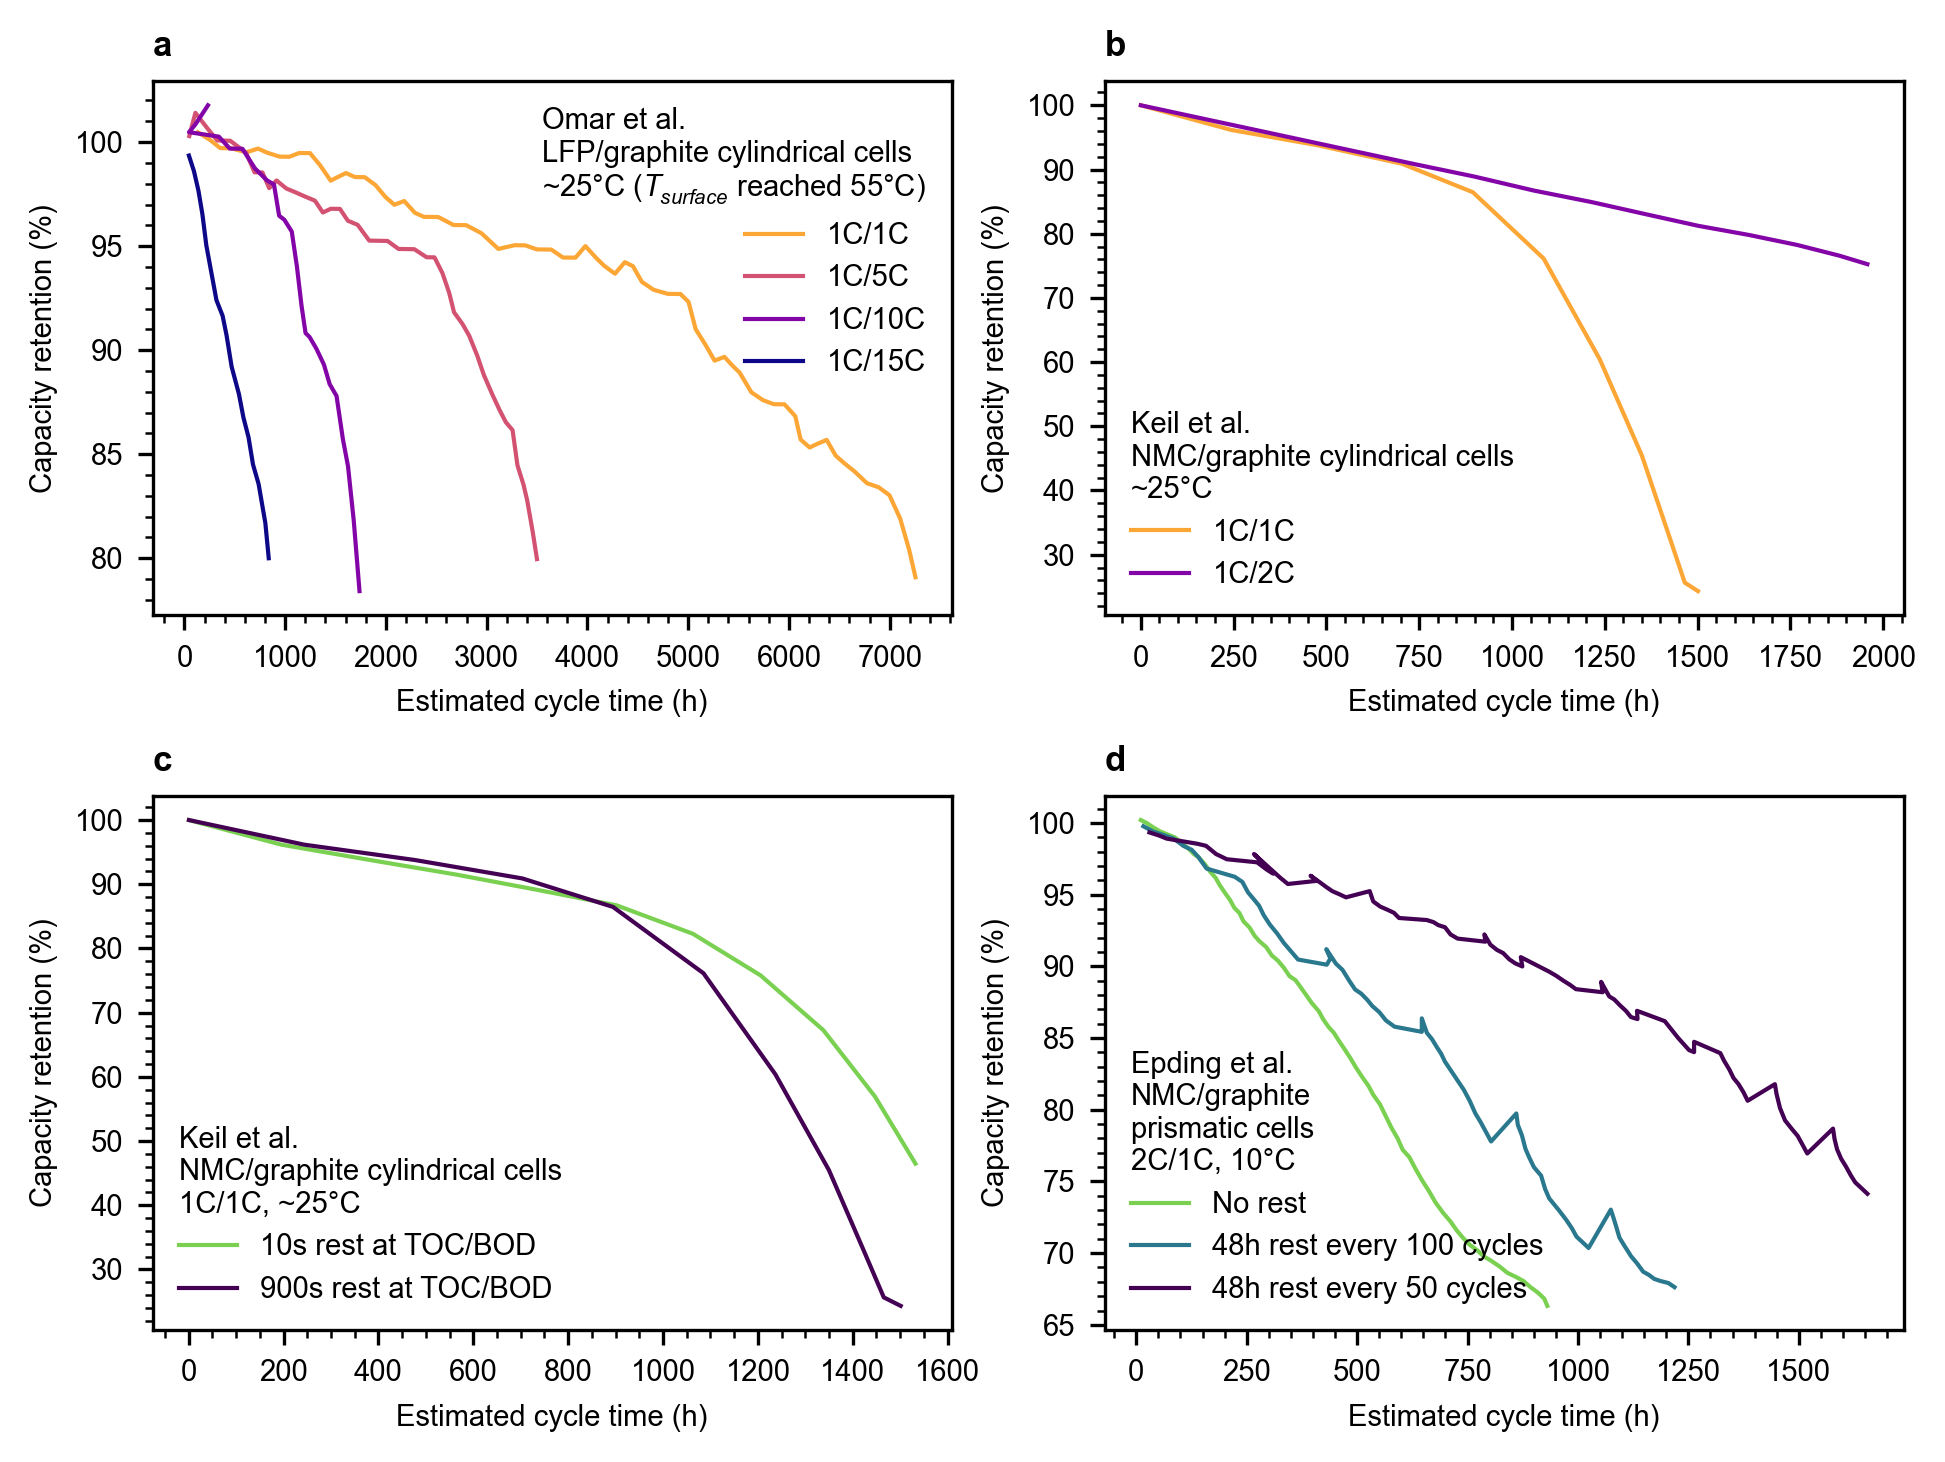 a
Omar et al.
LFP/graphite cylindrical cells
~25°C (Tsurface reached 55°C)
1C/1C
1C/5C
1C/10C
1C/15C
100
95
90
85
80
Capacity retention (%)
0 1000 2000 3000 4000 5000 6000 7000
Estimated cycle time (h)
b
100
90
80
70
60
50
40
30
Capacity retention (%)
Keil et al.
NMC/graphite cylindrical cells
~25°C
1C/1C
1C/2C
0 250 500 750 1000 1250 1500 1750 2000
Estimated cycle time (h)
c
100
90
80
70
60
50
40
30
Capacity retention (%)
Keil et al.
NMC/graphite cylindrical cells
1C/1C, ~25°C
10s rest at TOC/BOD
900s rest at TOC/BOD
0 200 400 600 800 1000 1200 1400 1600
Estimated cycle time (h)
d
100
95
90
85
80
75
70
65
Capacity retention (%)
Epding et al.
NMC/graphite
prismatic cells
2C/1C, 10°C
No rest
48h rest every 100 cycles
48h rest every 50 cycles
0 250 500 750 1000 1250 1500
Estimated cycle time (h)